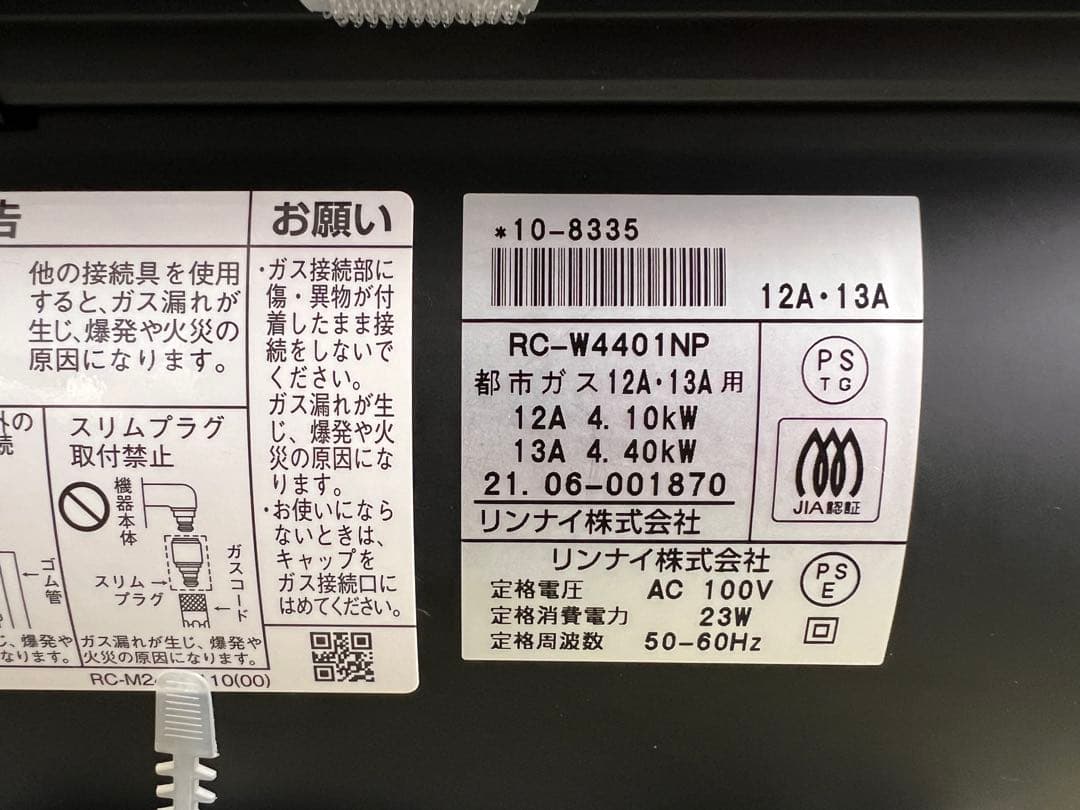 告
他の接続具を使用
すると、ガス漏れが
生じ、爆発や火災の
原因になります。
外の
続
ゴム管
じ、爆発や
なります。
スリムプラグ
取付禁止
機器本体
ガスコード
スリム
プラグ
ガス漏れが生じ、爆発や
火災の原因になります。
お願い
・ガス接続部に
傷・異物が付
着したまま接
続をしないで
ください。
ガス漏れが生
じ、爆発や火
災の原因にな
ります。
・お使いになら
ないときは、
キャップを
ガス接続口に
はめてください。
10(00)
*10-8335
12A・13A
RC-W4401NP
都市ガス12A・13A用
12A 4.10kW
13A 4.40kW
21.06-001870
リンナイ株式会社
PS
TG
JIA認証
リンナイ株式会社
定格電圧 AC 100V
定格消費電力 23W
定格周波数 50-60Hz
PS
E